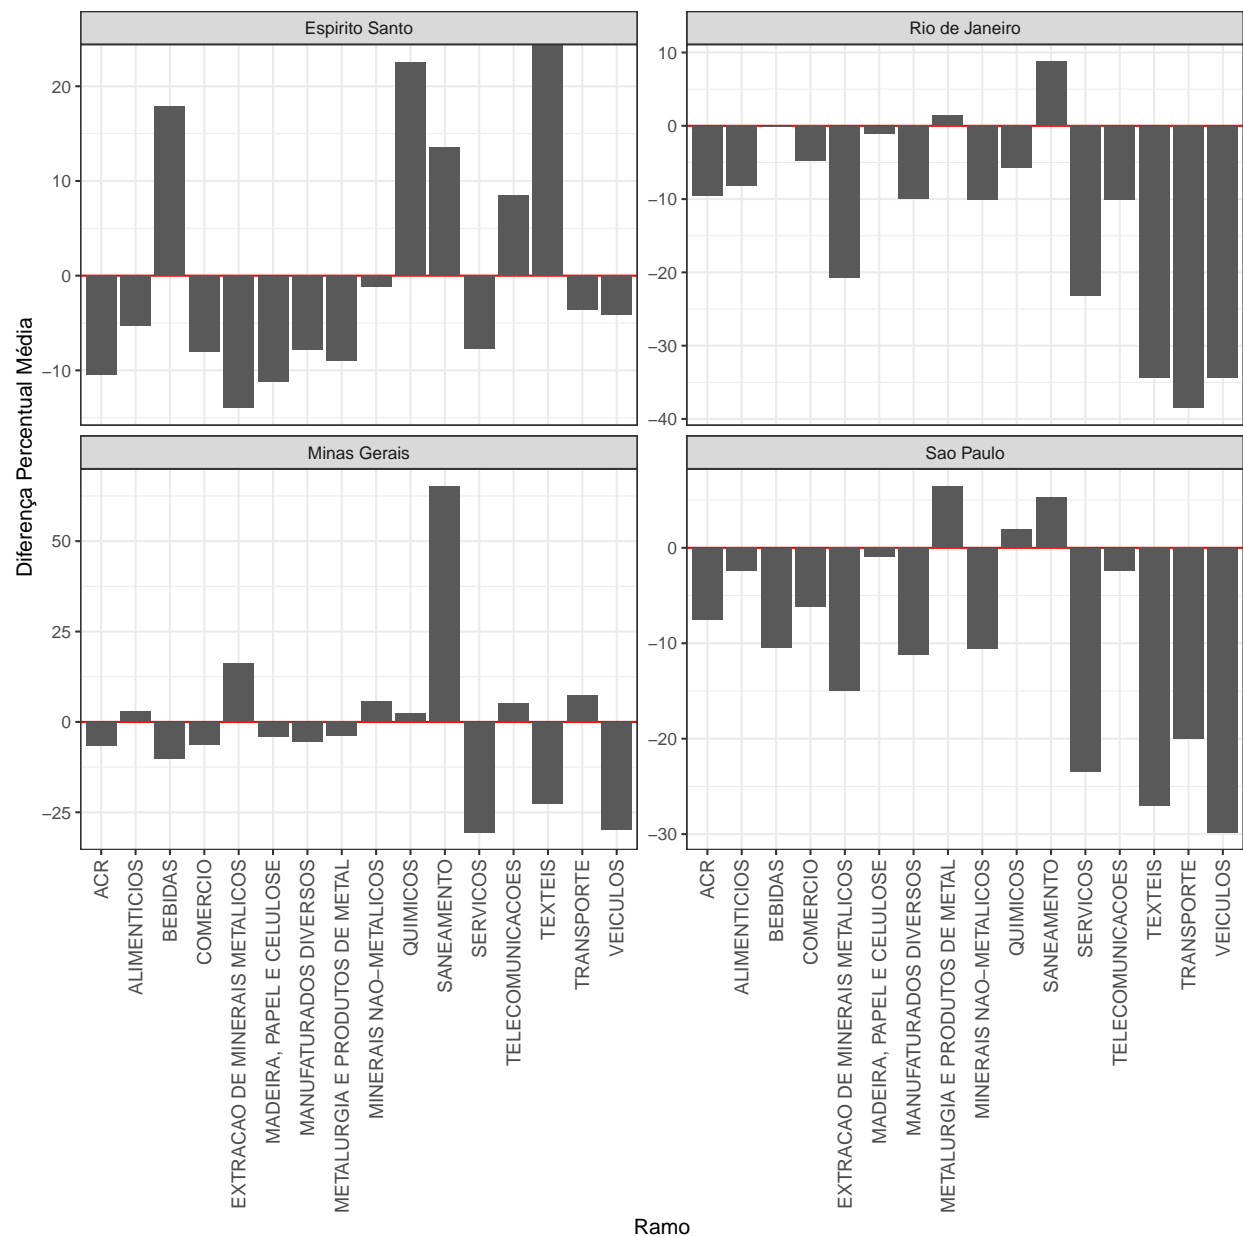 Espirito Santo
Rio de Janeiro
20
10
0
−10
10
0
−10
−20
−30
−40
Minas Gerais
Sao Paulo
50
25
0
−25
0
−10
−20
−30
Diferença Percentual Média
ACR
ALIMENTICIOS
BEBIDAS
COMERCIO
EXTRACAO DE MINERAIS METALICOS
MADEIRA, PAPEL E CELULOSE
MANUFATURADOS DIVERSOS
METALURGIA E PRODUTOS DE METAL
MINERAIS NAO−METALICOS
QUIMICOS
SANEAMENTO
SERVICOS
TELECOMUNICACOES
TEXTEIS
TRANSPORTE
VEICULOS
ACR
ALIMENTICIOS
BEBIDAS
COMERCIO
EXTRACAO DE MINERAIS METALICOS
MADEIRA, PAPEL E CELULOSE
MANUFATURADOS DIVERSOS
METALURGIA E PRODUTOS DE METAL
MINERAIS NAO−METALICOS
QUIMICOS
SANEAMENTO
SERVICOS
TELECOMUNICACOES
TEXTEIS
TRANSPORTE
VEICULOS
Ramo